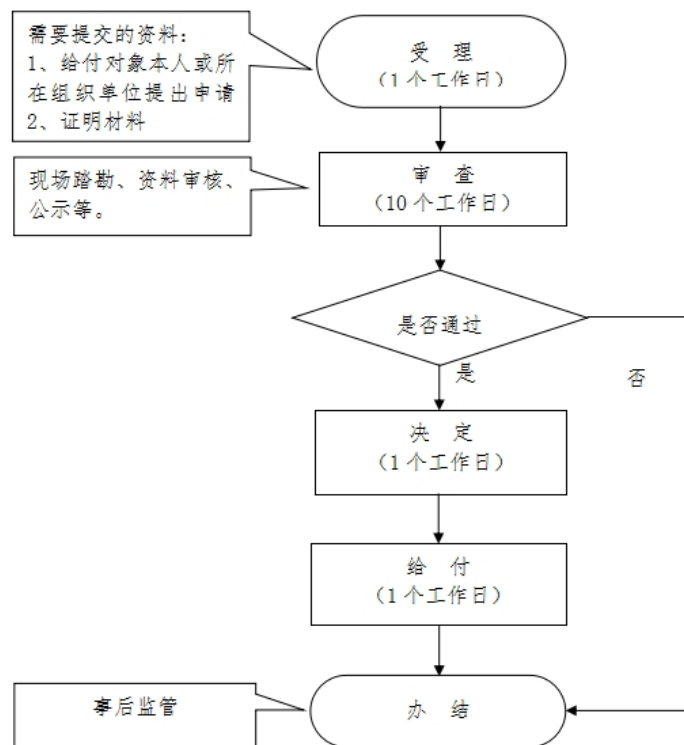 需要提交的资料：
1、给付对象本人或所
在组织单位提出申请
2、证明材料
受 理
（1个工作日）
现场踏勘、资料审核、
公示等。
审 查
（10个工作日）
是否通过
是
否
决 定
（1个工作日）
给 付
（1个工作日）
事后监管
办 结